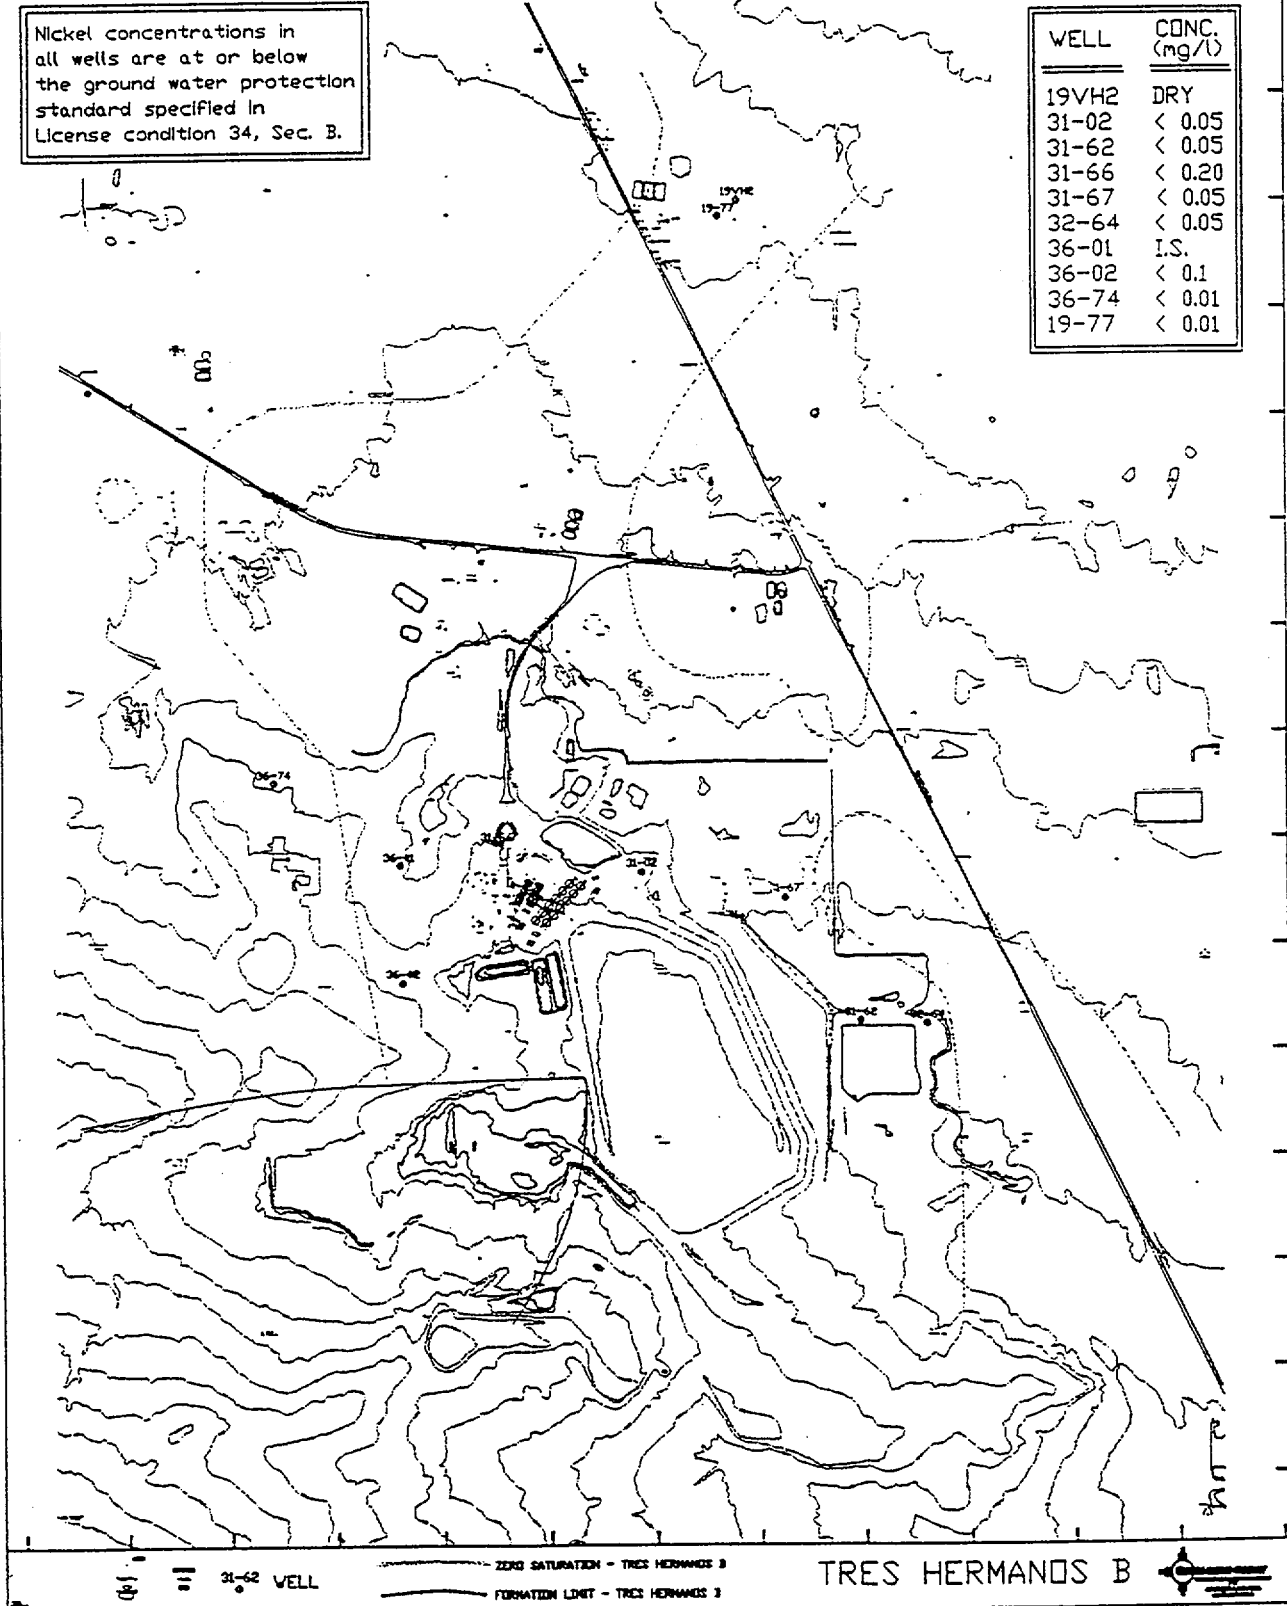 Nickel concentrations in
all wells are at or below
the ground water protection
standard specified in
License condition 34, Sec. B.
WELL CONC. (mg/l)
19VH2 DRY
31-02 < 0.05
31-62 < 0.05
31-66 < 0.20
31-67 < 0.05
32-64 < 0.05
36-01 I.S.
36-02 < 0.1
36-74 < 0.01
19-77 < 0.01
19VH2
19-77
36-74
31-02
31-62 WELL
ZERO SATURATION - TRES HERMANOS B
FORMATION LIMIT - TRES HERMANOS B
TRES HERMANOS B